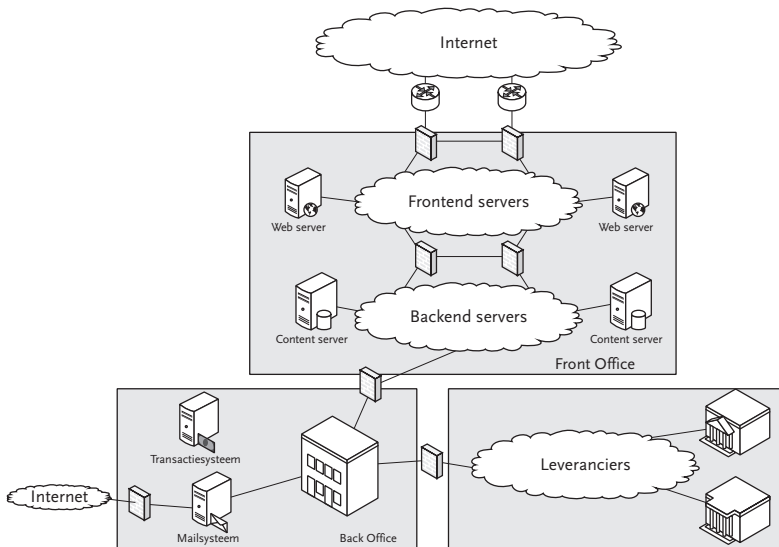 Internet
Frontend servers
Web server
Web server
Backend servers
Content server
Content server
Front Office
Transactiesysteem
Leveranciers
Internet
Mailsysteem
Back Office